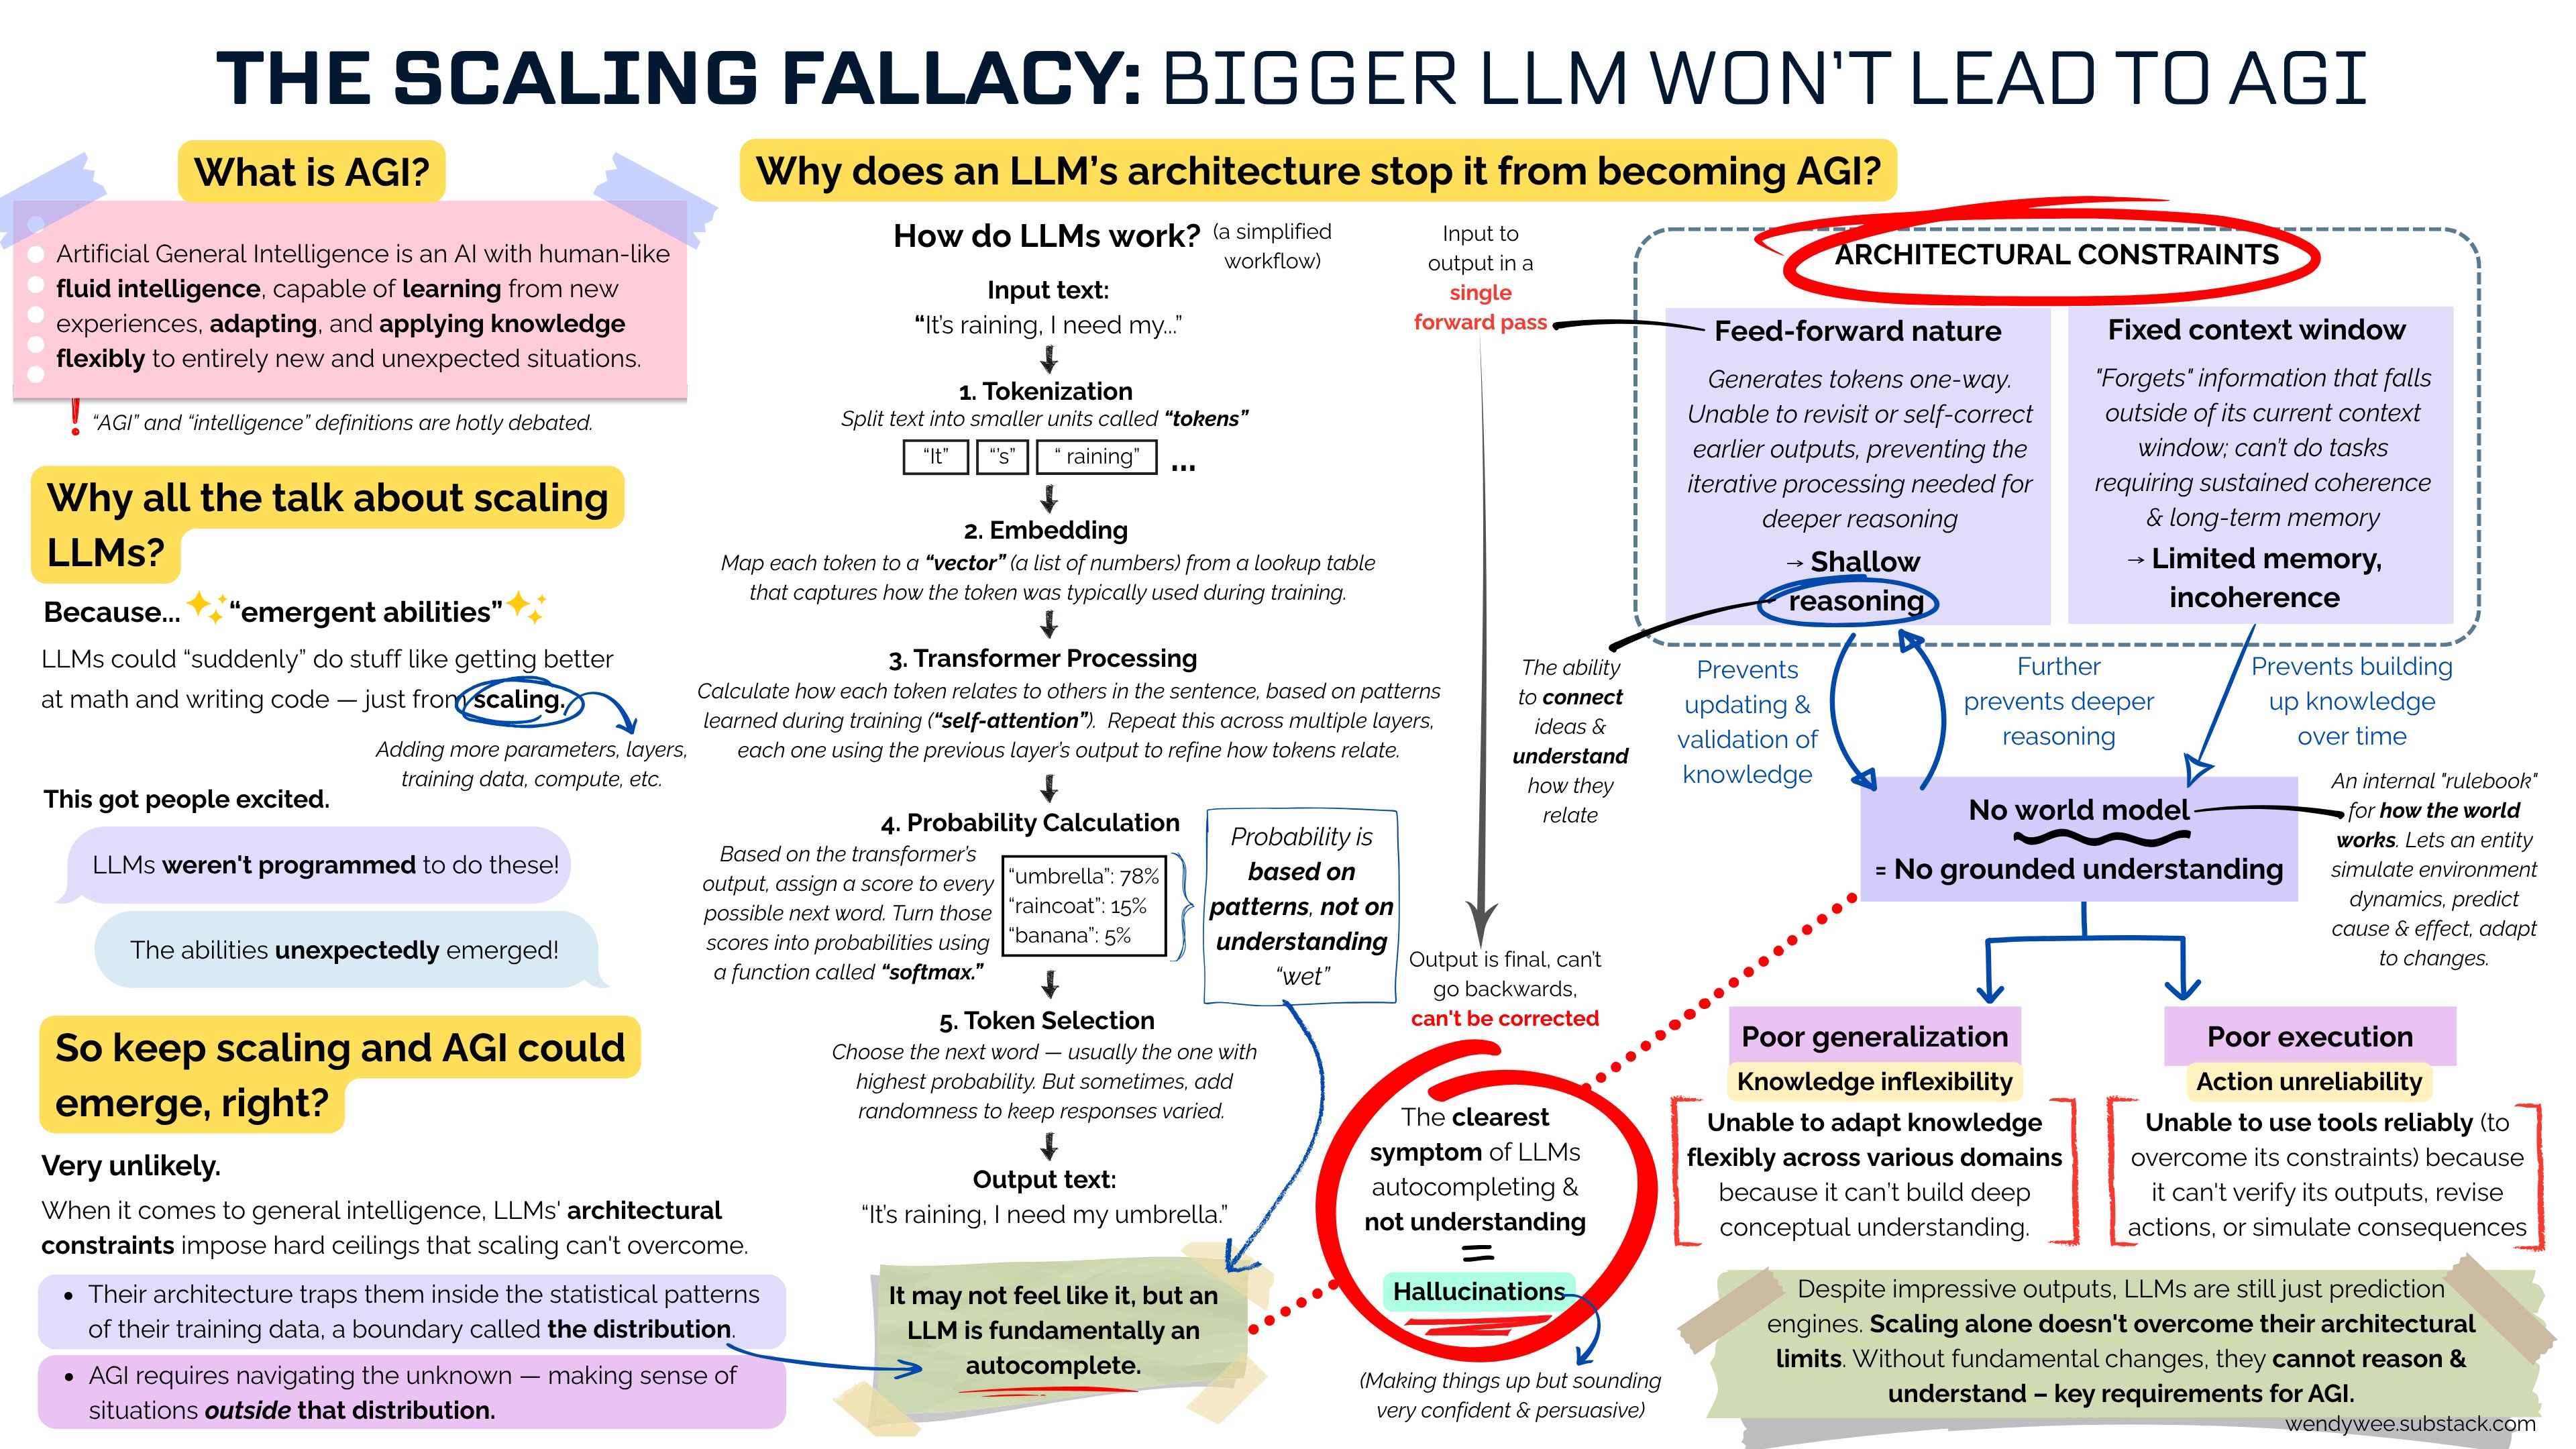 THE SCALING FALLACY: BIGGER LLM WON'T LEAD TO AGI
What is AGI?
Artificial General Intelligence is an AI with human-like
fluid intelligence, capable of learning from new
experiences, adapting, and applying knowledge
flexibly to entirely new and unexpected situations.
“AGI” and “intelligence” definitions are hotly debated.
Why all the talk about scaling
LLMs?
Because... “emergent abilities”
LLMs could “suddenly” do stuff like getting better
at math and writing code — just from scaling.
Adding more parameters, layers,
training data, compute, etc.
This got people excited.
LLMs weren't programmed to do these!
The abilities unexpectedly emerged!
So keep scaling and AGI could
emerge, right?
Very unlikely.
When it comes to general intelligence, LLMs' architectural
constraints impose hard ceilings that scaling can't overcome.
• Their architecture traps them inside the statistical patterns
of their training data, a boundary called the distribution.
• AGI requires navigating the unknown — making sense of
situations outside that distribution.
Why does an LLM’s architecture stop it from becoming AGI?
How do LLMs work?
(a simplified
workflow)
Input text:
“It’s raining, I need my...”
1. Tokenization
Split text into smaller units called “tokens”
“It” “’s” “ raining” ...
2. Embedding
Map each token to a “vector” (a list of numbers) from a lookup table
that captures how the token was typically used during training.
3. Transformer Processing
Calculate how each token relates to others in the sentence, based on patterns
learned during training (“self-attention”). Repeat this across multiple layers,
each one using the previous layer’s output to refine how tokens relate.
4. Probability Calculation
Based on the transformer’s
output, assign a score to every
possible next word. Turn those
scores into probabilities using
a function called “softmax.”
“umbrella”: 78%
“raincoat”: 15%
“banana”: 5%
Probability is
based on
patterns, not on
understanding
“wet”
5. Token Selection
Choose the next word — usually the one with
highest probability. But sometimes, add
randomness to keep responses varied.
Output text:
“It’s raining, I need my umbrella.”
It may not feel like it, but an
LLM is fundamentally an
autocomplete.
Input to
output in a
single
forward pass
Output is final, can’t
go backwards,
can't be corrected
The clearest
symptom of LLMs
autocompleting &
not understanding
=
Hallucinations
(Making things up but sounding
very confident & persuasive)
ARCHITECTURAL CONSTRAINTS
Feed-forward nature
Generates tokens one-way.
Unable to revisit or self-correct
earlier outputs, preventing the
iterative processing needed for
deeper reasoning
→ Shallow
reasoning
Fixed context window
"Forgets" information that falls
outside of its current context
window; can’t do tasks
requiring sustained coherence
& long-term memory
→ Limited memory,
incoherence
The ability
to connect
ideas &
understand
how they
relate
Prevents
updating &
validation of
knowledge
Further
prevents deeper
reasoning
Prevents building
up knowledge
over time
No world model
= No grounded understanding
An internal "rulebook"
for how the world
works. Lets an entity
simulate environment
dynamics, predict
cause & effect, adapt
to changes.
Poor generalization
Knowledge inflexibility
Unable to adapt knowledge
flexibly across various domains
because it can’t build deep
conceptual understanding.
Poor execution
Action unreliability
Unable to use tools reliably (to
overcome its constraints) because
it can't verify its outputs, revise
actions, or simulate consequences
Despite impressive outputs, LLMs are still just prediction
engines. Scaling alone doesn't overcome their architectural
limits. Without fundamental changes, they cannot reason &
understand – key requirements for AGI.
wendywee.substack.com